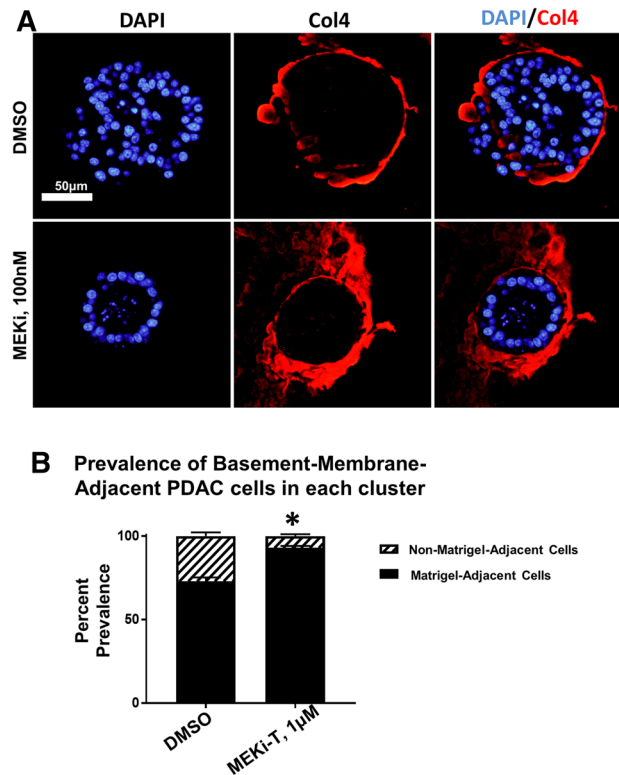 A
DAPI
Col4
DAPI/Col4
DMSO
50μm
MEKi, 100nM
B
Prevalence of Basement-Membrane-
Adjacent PDAC cells in each cluster
Percent
Prevalence
100
50
0
*
DMSO
MEKi-T, 1μM
Non-Matrigel-Adjacent Cells
Matrigel-Adjacent Cells